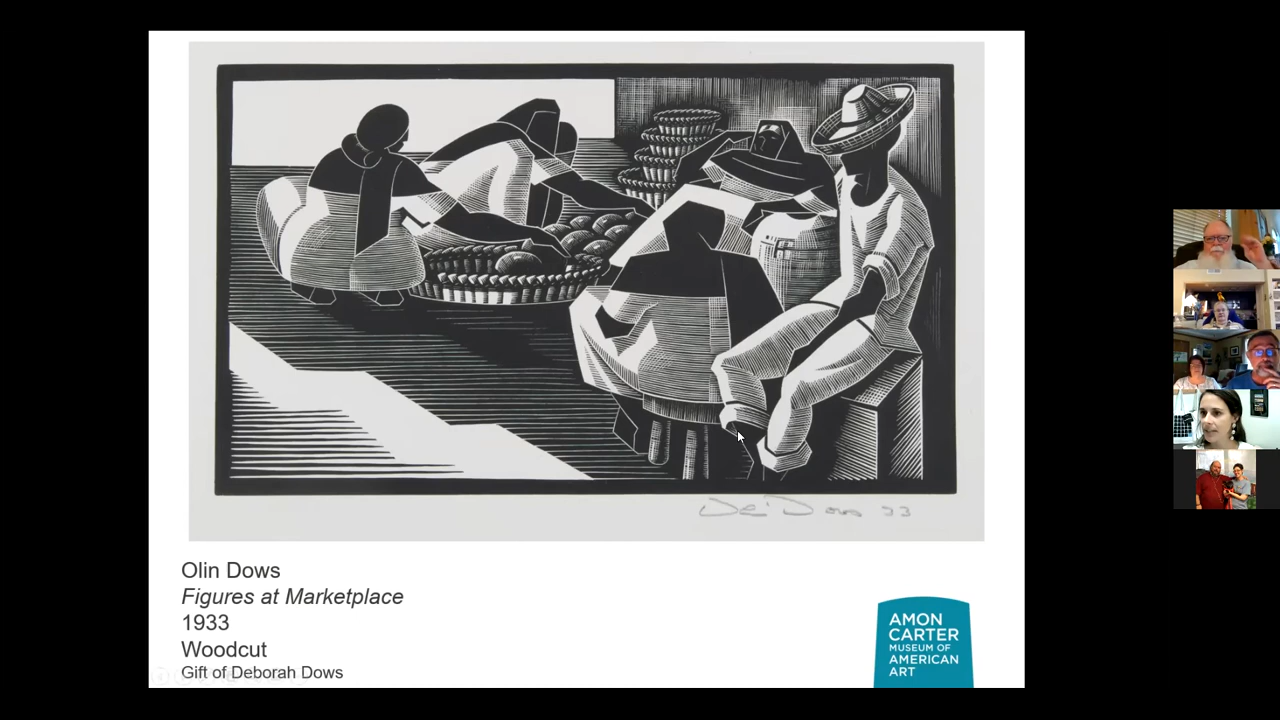 Olin Dows
Figures at Marketplace
1933
Woodcut
Gift of Deborah Dows
AMON
CARTER
MUSEUM OF
AMERICAN
ART